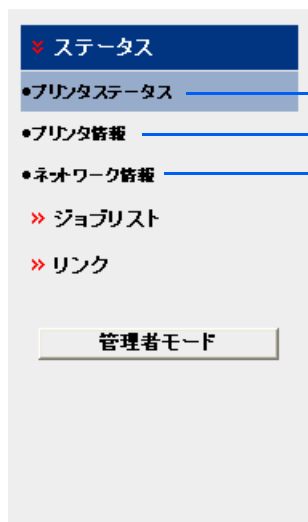 ステータス
•プリンタステータス
•プリンタ情報
•ネットワーク情報
» ジョブリスト
» リンク
管理者モード